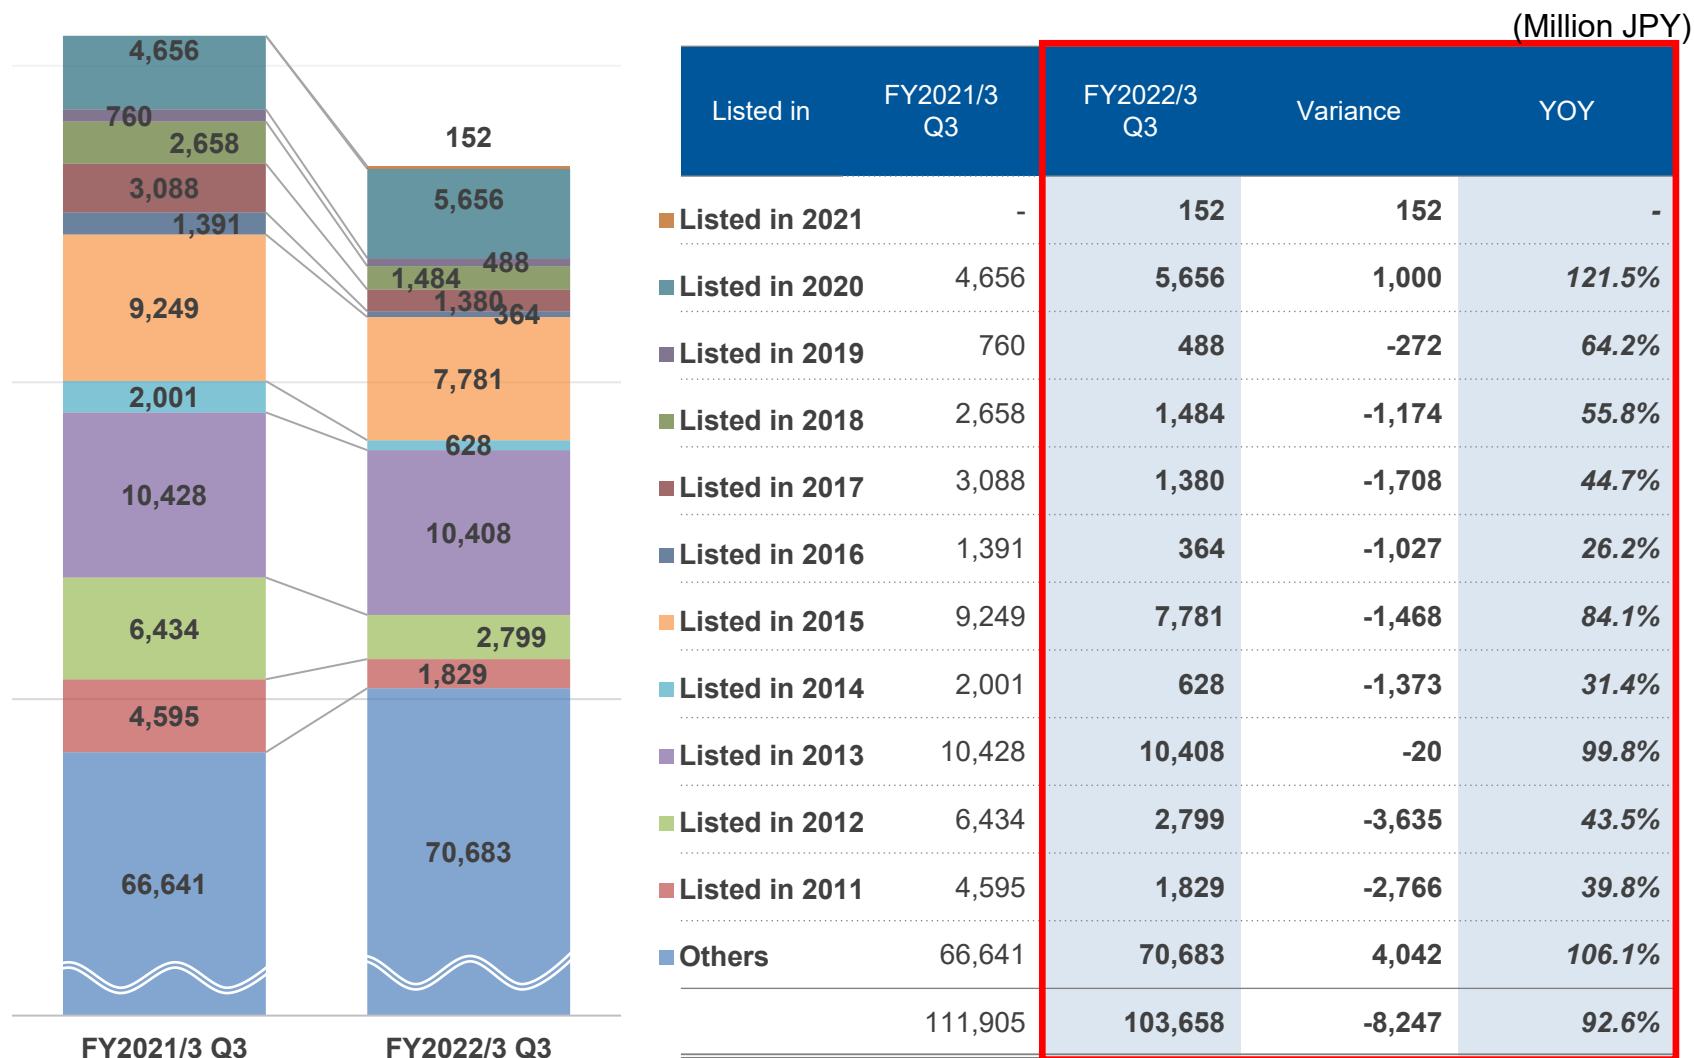 (Million JPY)
4,656
760
2,658
3,088
1,391
9,249
2,001
10,428
6,434
4,595
66,641
FY2021/3 Q3
152
5,656
488
1,484
1,380
364
7,781
628
10,408
2,799
1,829
70,683
FY2022/3 Q3
Listed in FY2021/3 Q3 FY2022/3 Q3 Variance YOY
Listed in 2021 - 152 152 -
Listed in 2020 4,656 5,656 1,000 121.5%
Listed in 2019 760 488 -272 64.2%
Listed in 2018 2,658 1,484 -1,174 55.8%
Listed in 2017 3,088 1,380 -1,708 44.7%
Listed in 2016 1,391 364 -1,027 26.2%
Listed in 2015 9,249 7,781 -1,468 84.1%
Listed in 2014 2,001 628 -1,373 31.4%
Listed in 2013 10,428 10,408 -20 99.8%
Listed in 2012 6,434 2,799 -3,635 43.5%
Listed in 2011 4,595 1,829 -2,766 39.8%
Others 66,641 70,683 4,042 106.1%
111,905 103,658 -8,247 92.6%